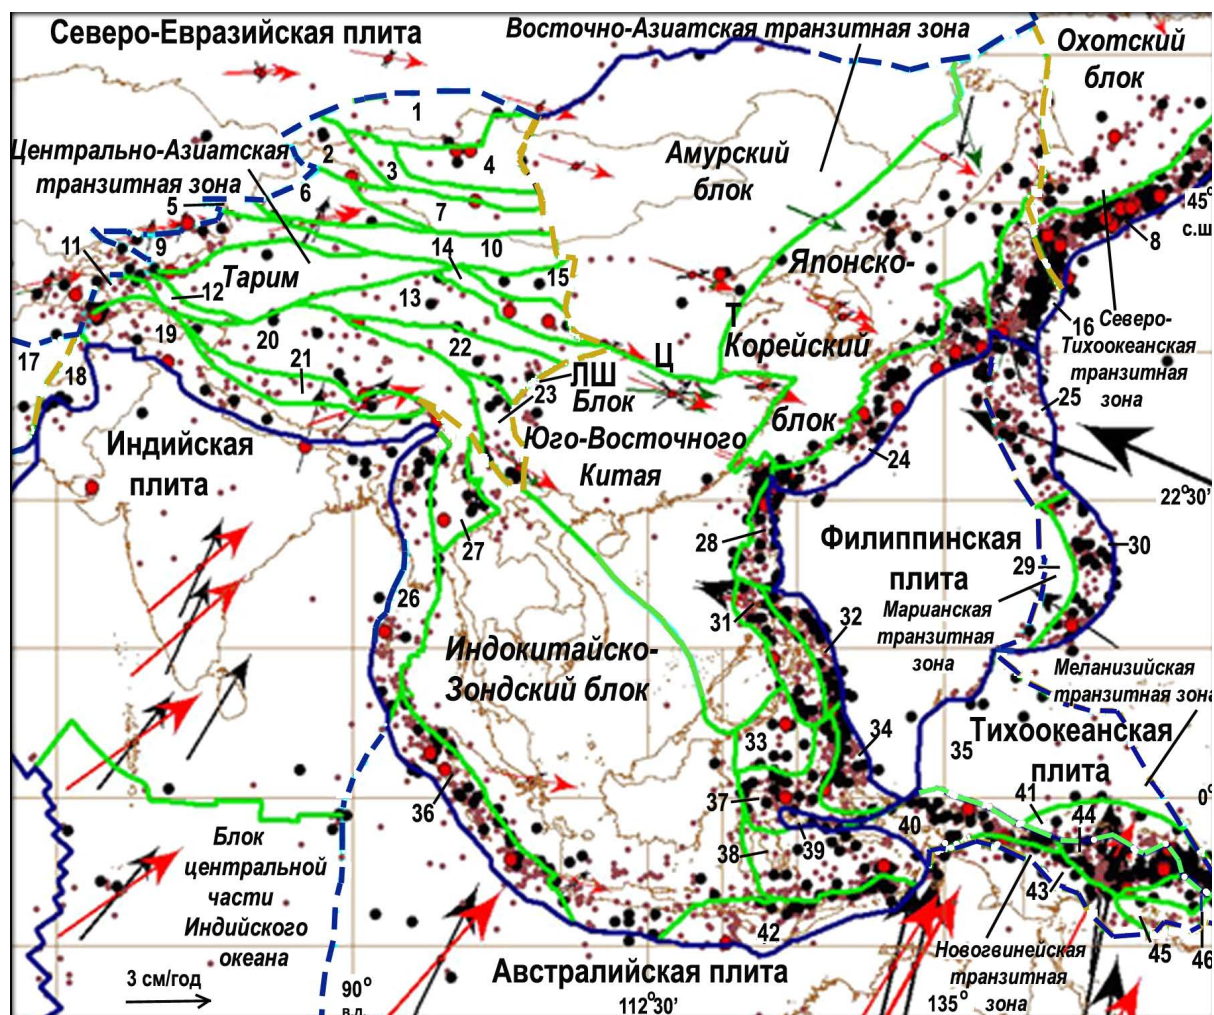 Северо-Евразийская плита
Восточно-Азиатская транзитная зона
Охотский
блок
1
2
3
4
Центрально-Азиатская
транзитная зона
Амурский
блок
5
6
7
45°
с.ш
8
9
10
11
12
Тарим
13
14
15
Японско-
Корейский
блок
16
Северо-
Тихоокеанская
транзитная
зона
17
18
19
20
21
22
23
Т
Ц
ЛШ
Блок
Юго-Восточного
Китая
24
25
Индийская
плита
22°30'
26
27
28
Филиппинская
плита
29
30
Марианская
транзитная
зона
31
32
Индокитайско-
Зондский блок
Меланизийская
транзитная зона
33
34
35
Тихоокеанская
плита
0°
36
37
38
39
40
41
44
43
Блок
центральной
части
Индийского
океана
42
45
46
Новогвинейская
транзитная
зона
3 см/год
90°
в.д.
Австралийская плита
112°30'
135°